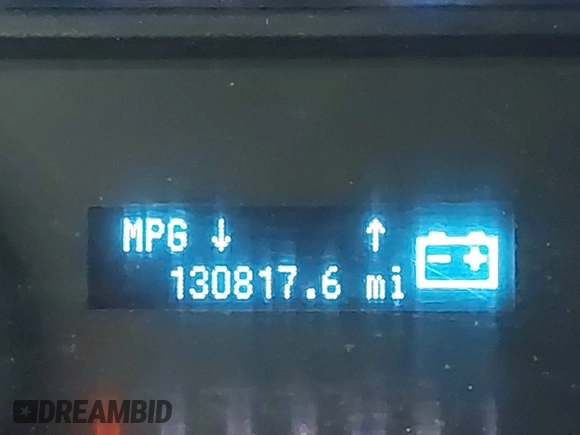 MPG ↓ ↑
130817.6 mi
DREAMBID